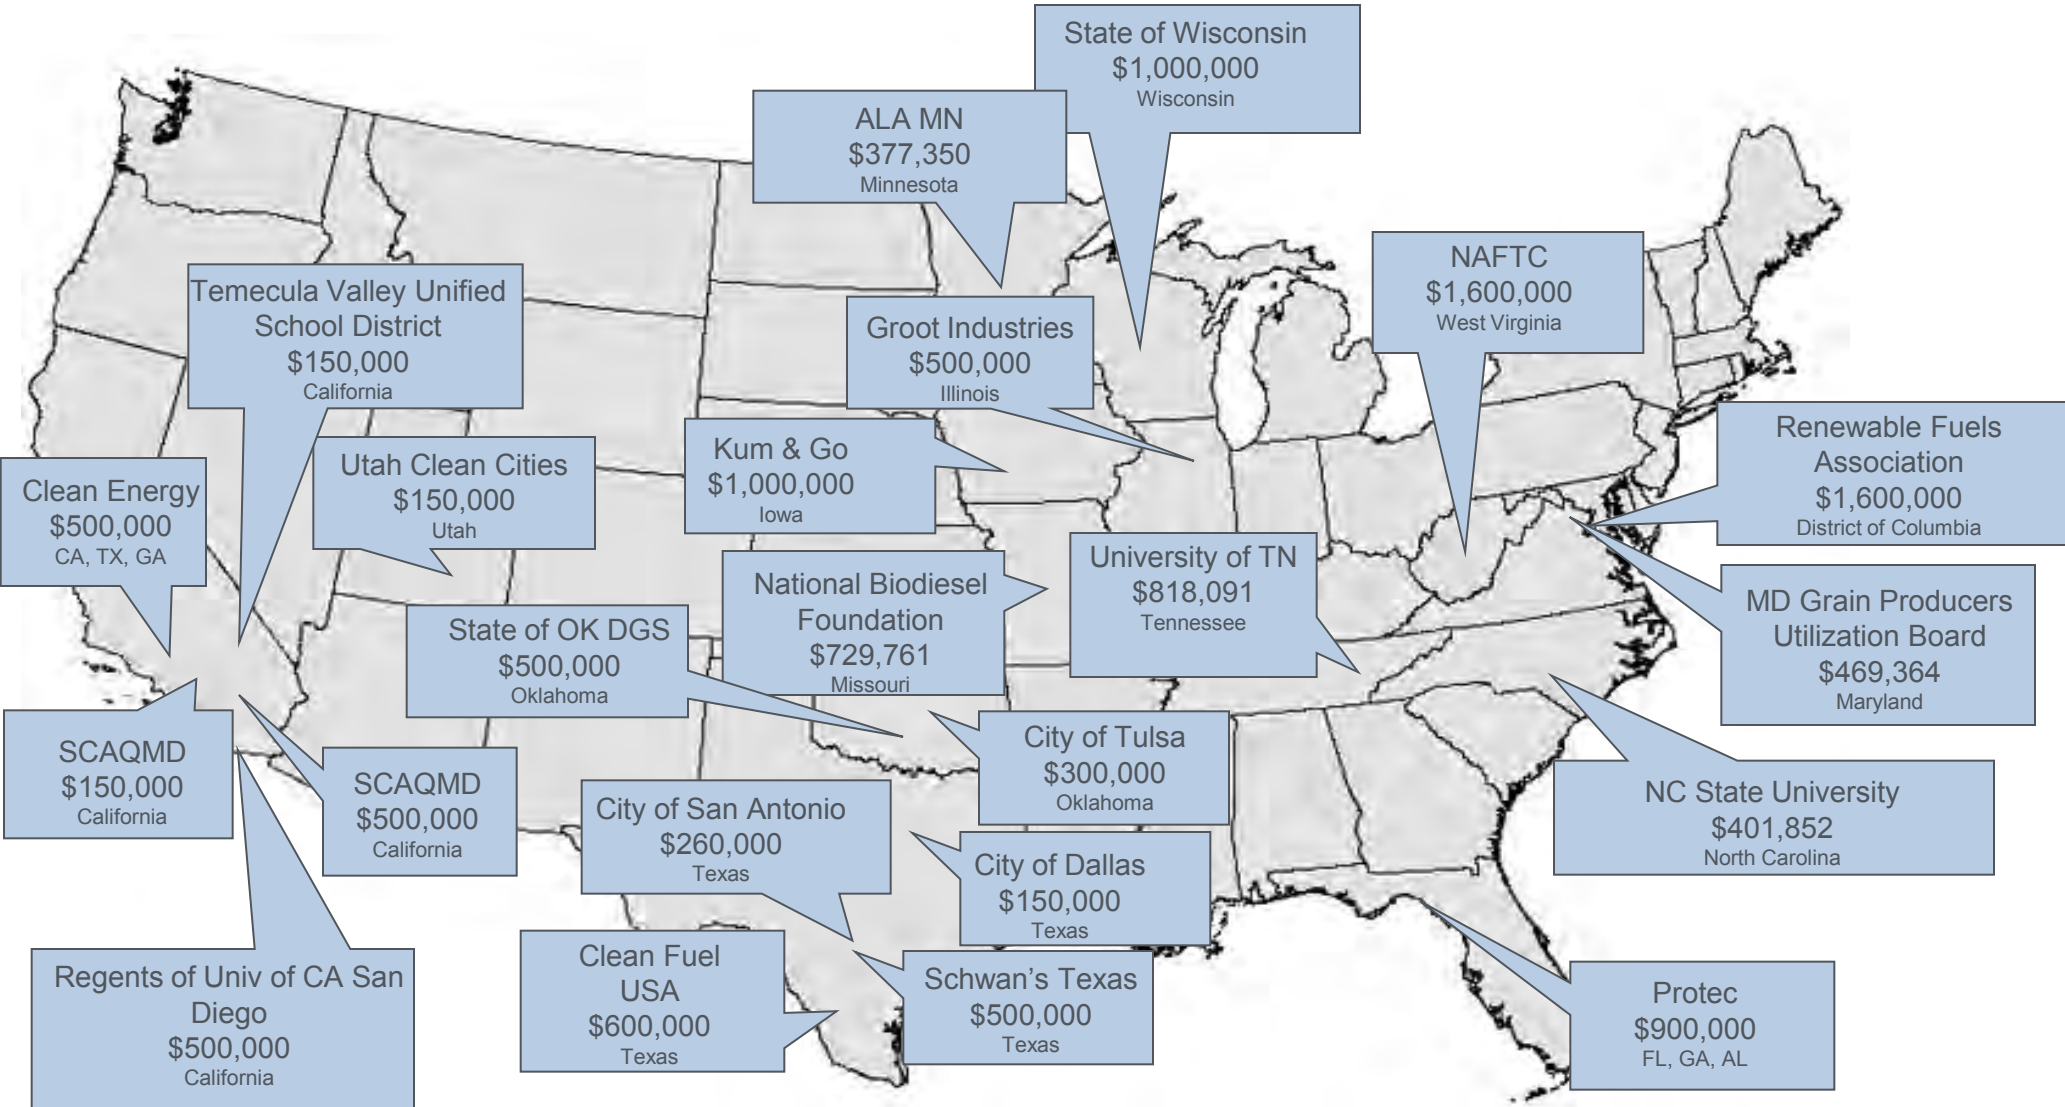 State of Wisconsin
$1,000,000
Wisconsin
ALA MN
$377,350
Minnesota
NAFTC
$1,600,000
West Virginia
Temecula Valley Unified
School District
$150,000
California
Groot Industries
$500,000
Illinois
Renewable Fuels
Association
$1,600,000
District of Columbia
Kum & Go
$1,000,000
Iowa
Utah Clean Cities
$150,000
Utah
Clean Energy
$500,000
CA, TX, GA
University of TN
$818,091
Tennessee
National Biodiesel
Foundation
$729,761
Missouri
MD Grain Producers
Utilization Board
$469,364
Maryland
State of OK DGS
$500,000
Oklahoma
SCAQMD
$150,000
California
SCAQMD
$500,000
California
City of Tulsa
$300,000
Oklahoma
City of San Antonio
$260,000
Texas
NC State University
$401,852
North Carolina
City of Dallas
$150,000
Texas
Clean Fuel
USA
$600,000
Texas
Schwan's Texas
$500,000
Texas
Regents of Univ of CA San
Diego
$500,000
California
Protec
$900,000
FL, GA, AL